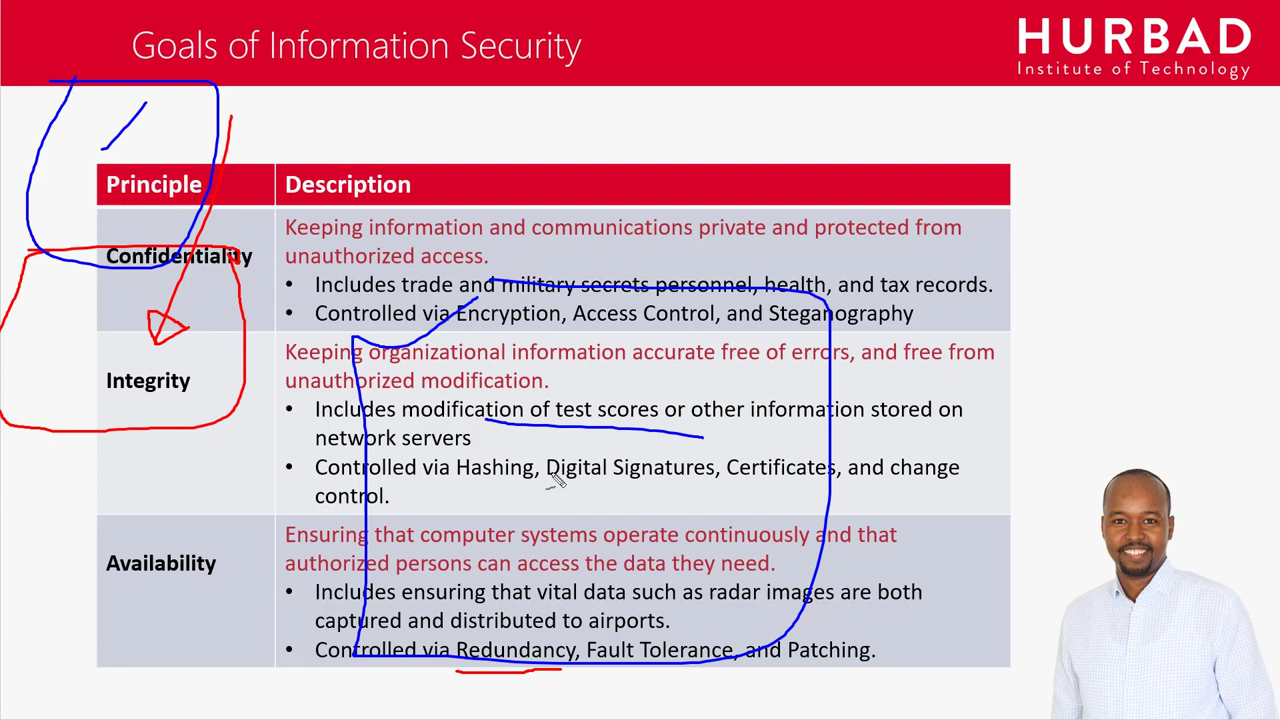 Goals of Information Security
HURBAD
Institute of Technology
Principle
Description
Confidentiality
Keeping information and communications private and protected from
unauthorized access.
• Includes trade and military secrets personnel, health, and tax records.
• Controlled via Encryption, Access Control, and Steganography
Integrity
Keeping organizational information accurate free of errors, and free from
unauthorized modification.
• Includes modification of test scores or other information stored on
network servers
• Controlled via Hashing, Digital Signatures, Certificates, and change
control.
Availability
Ensuring that computer systems operate continuously and that
authorized persons can access the data they need.
• Includes ensuring that vital data such as radar images are both
captured and distributed to airports.
• Controlled via Redundancy, Fault Tolerance, and Patching.